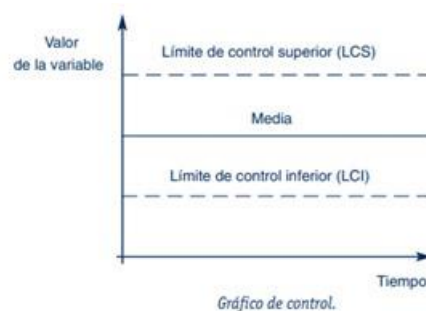 Valor
de la variable
Límite de control superior (LCS)
Media
Límite de control inferior (LCI)
Tiempo
Gráfico de control.